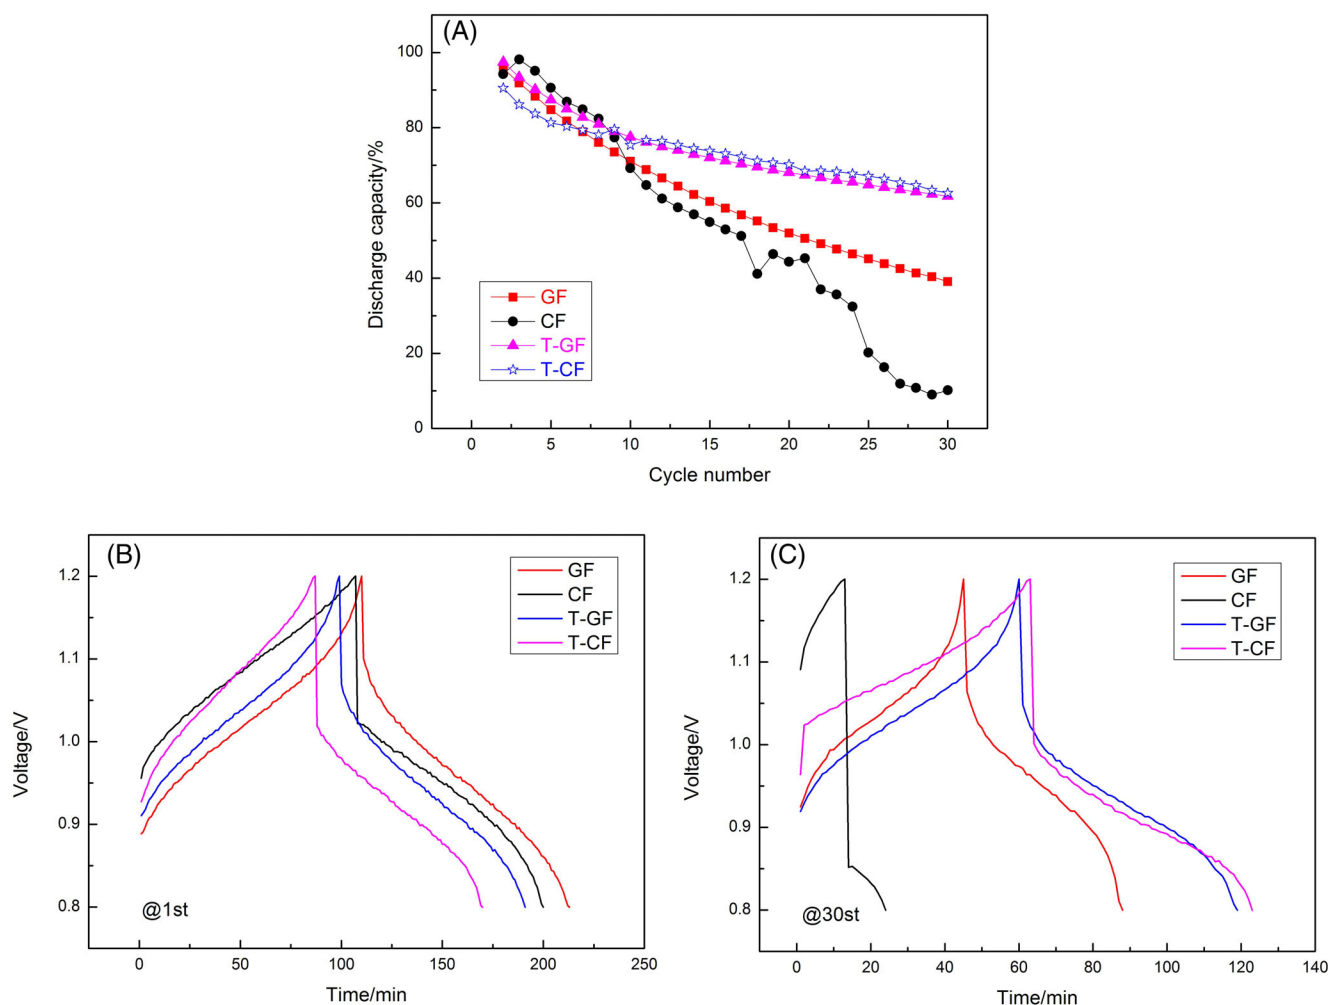 (A)
100
80
60
40
20
0
Discharge capacity/%
GF
CF
T-GF
T-CF
0 5 10 15 20 25 30
Cycle number
(B)
1.2
1.1
1.0
0.9
0.8
Voltage/V
GF
CF
T-GF
T-CF
@1st
0 50 100 150 200 250
Time/min
(C)
1.2
1.1
1.0
0.9
0.8
Voltage/V
GF
CF
T-GF
T-CF
@30st
0 20 40 60 80 100 120 140
Time/min